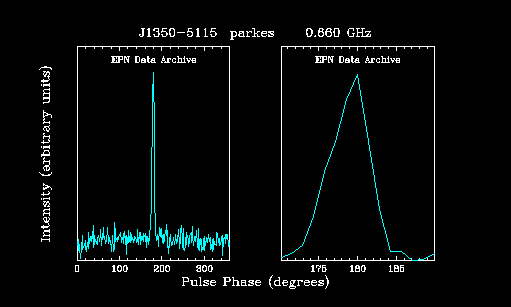 J1350-5115 parkes 0.660 GHz
EPN Data Archive EPN Data Archive
Intensity (arbitrary units)
0 100 200 300 175 180 185
Pulse Phase (degrees)